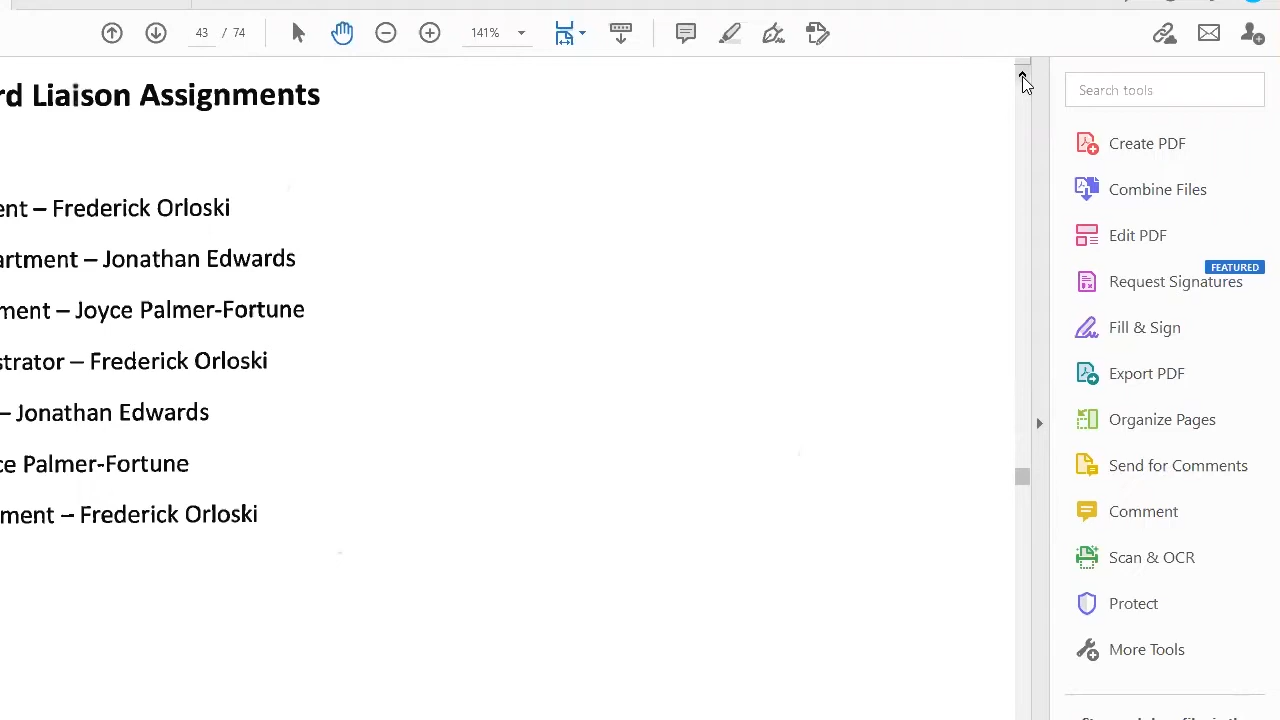 43 / 74
141%
rd Liaison Assignments
ent – Frederick Orloski
artment – Jonathan Edwards
ment – Joyce Palmer-Fortune
strator – Frederick Orloski
– Jonathan Edwards
ce Palmer-Fortune
ment – Frederick Orloski
Search tools
Create PDF
Combine Files
Edit PDF
FEATURED
Request Signatures
Fill & Sign
Export PDF
Organize Pages
Send for Comments
Comment
Scan & OCR
Protect
More Tools